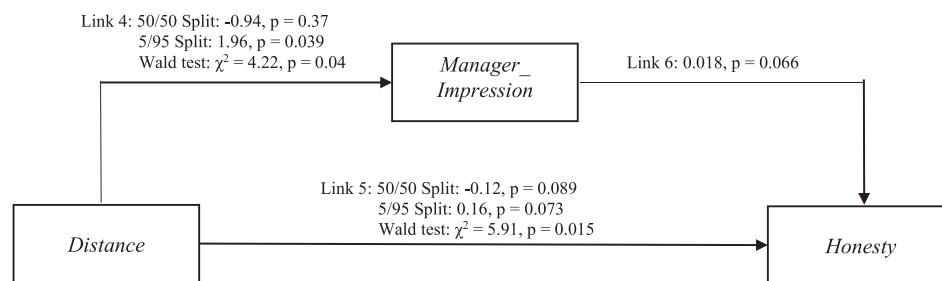 Link 4: 50/50 Split: -0.94, p = 0.37
5/95 Split: 1.96, p = 0.039
Wald test: χ² = 4.22, p = 0.04
Manager_
Impression
Link 6: 0.018, p = 0.066
Link 5: 50/50 Split: -0.12, p = 0.089
5/95 Split: 0.16, p = 0.073
Wald test: χ² = 5.91, p = 0.015
Distance
Honesty